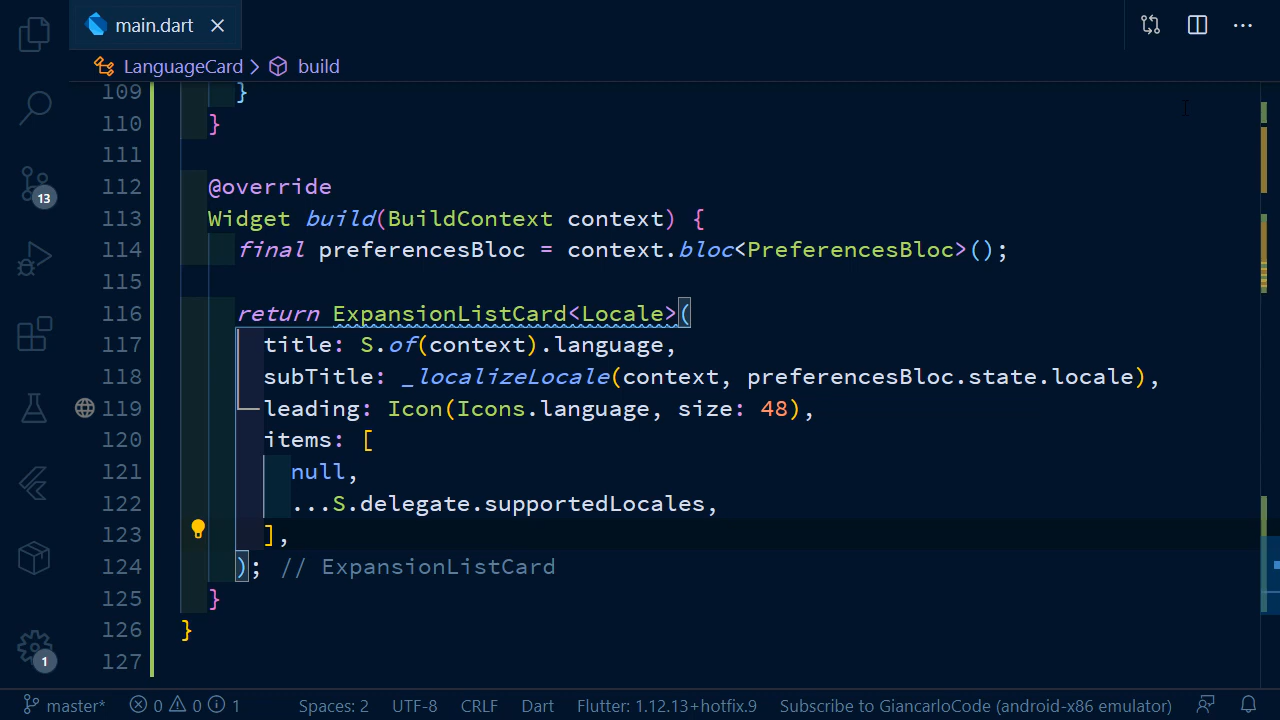 main.dart
LanguageCard > build
109 }
110 }
111
112 @override
113 Widget build(BuildContext context) {
114 final preferencesBloc = context.bloc<PreferencesBloc>();
115
116 return ExpansionListCard<Locale>(
117 title: S.of(context).language,
118 subTitle: _localizeLocale(context, preferencesBloc.state.locale),
119 leading: Icon(Icons.language, size: 48),
120 items: [
121 null,
122 ...S.delegate.supportedLocales,
123 ],
124 ); // ExpansionListCard
125 }
126 }
127
13
1
master* 0 0 1 Spaces: 2 UTF-8 CRLF Dart Flutter: 1.12.13+hotfix.9 Subscribe to GiancarloCode (android-x86 emulator)